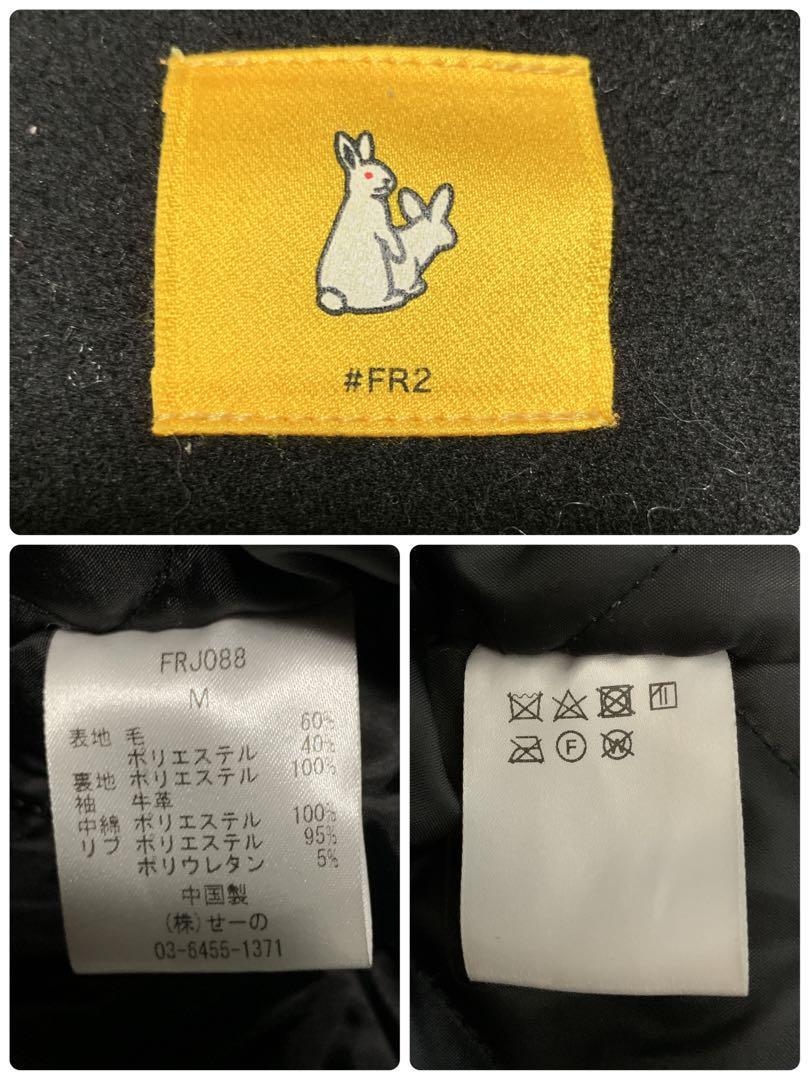 #FR2
FRJ088
M
表地 毛 60%
ポリエステル 40%
裏地 ポリエステル 100%
袖 牛革
中綿 ポリエステル 100%
リブ ポリエステル 95%
ポリウレタン 5%
中国製
(株)せーの
03-6455-1371
F
W